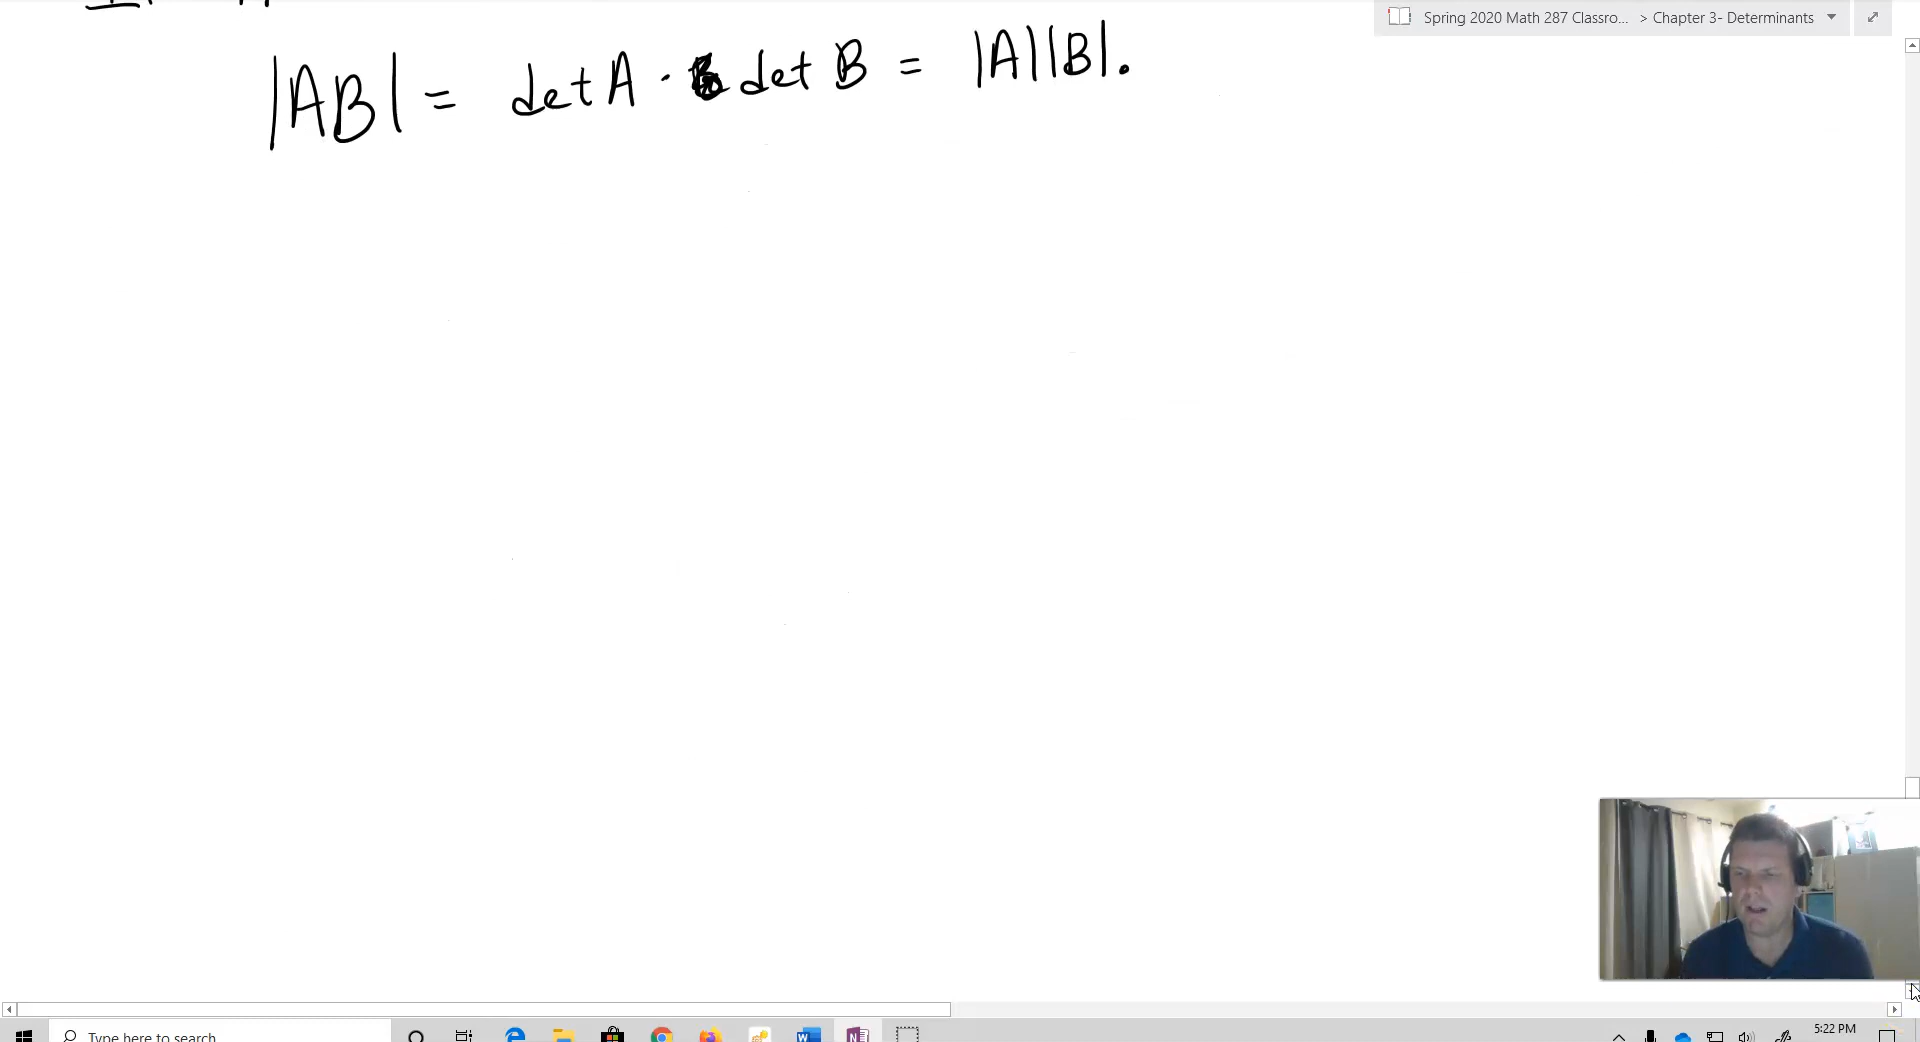 Spring 2020 Math 287 Classro... > Chapter 3- Determinants
|AB| = det A · det B = |A||B|.
Type here to search
5:22 PM